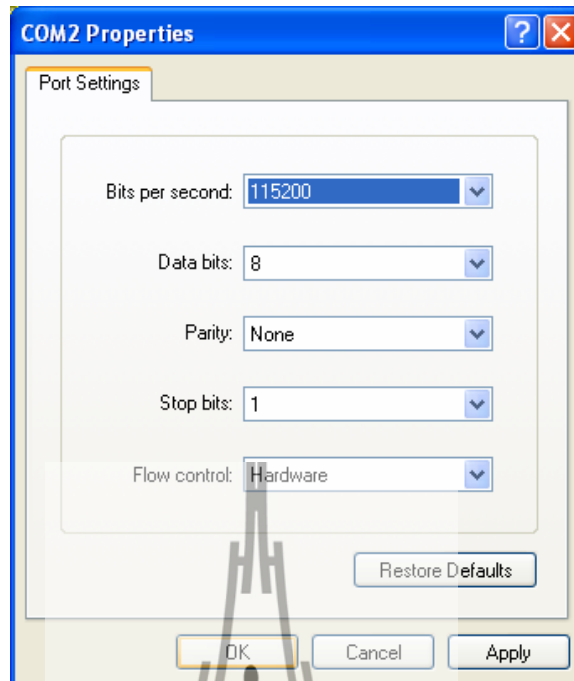 COM2 Properties
Port Settings
Bits per second: 115200
Data bits: 8
Parity: None
Stop bits: 1
Flow control: Hardware
Restore Defaults
OK Cancel Apply